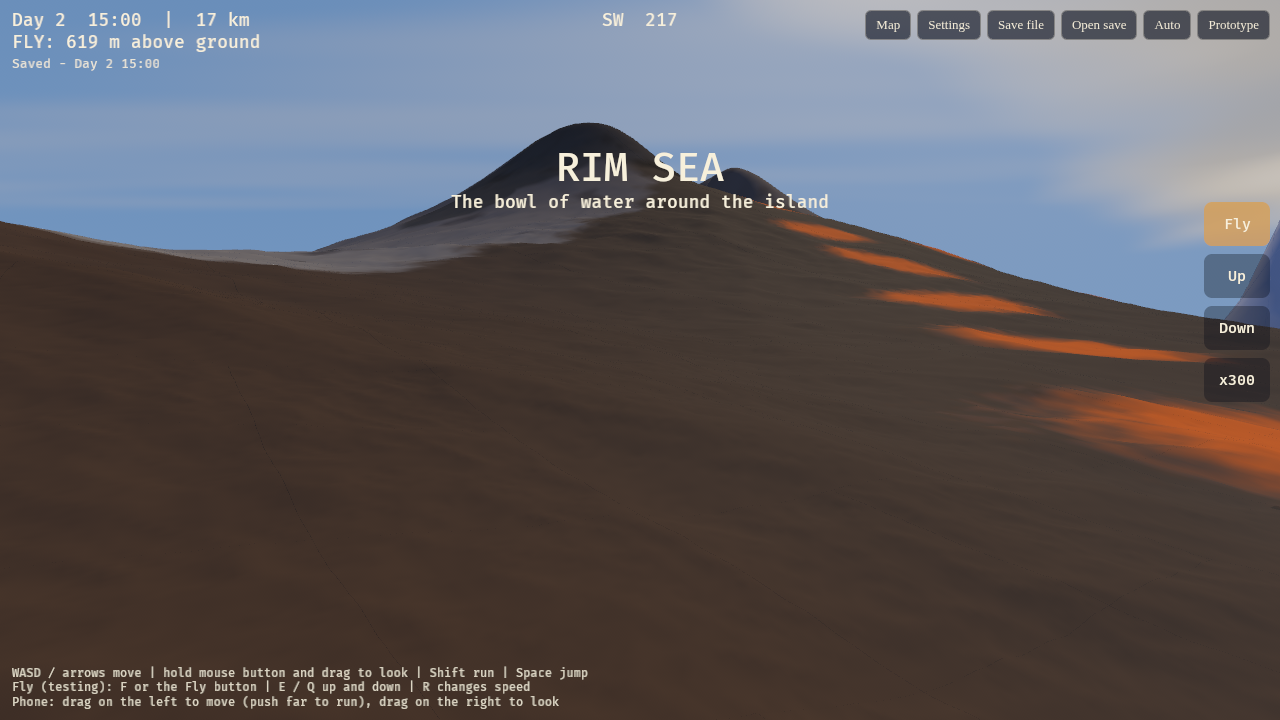 Day 2  15:00  |  17 km
FLY: 619 m above ground
Saved - Day 2 15:00
SW  217
Map
Settings
Save file
Open save
Auto
Prototype
RIM SEA
The bowl of water around the island
Fly
Up
Down
x300
WASD / arrows move | hold mouse button and drag to look | Shift run | Space jump
Fly (testing): F or the Fly button | E / Q up and down | R changes speed
Phone: drag on the left to move (push far to run), drag on the right to look